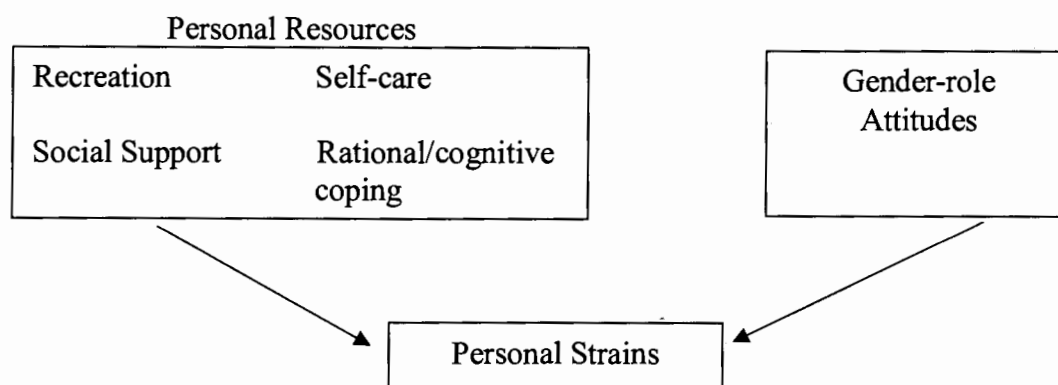 Personal Resources
Recreation Self-care
Social Support Rational/cognitive
coping
Gender-role
Attitudes
Personal Strains